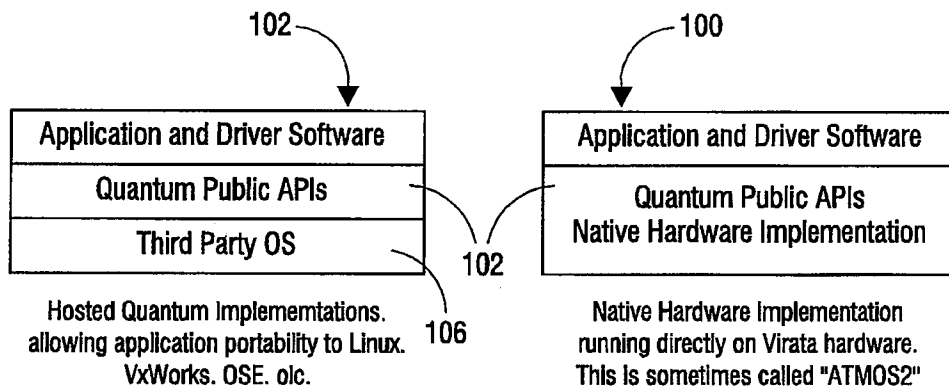 102
100
Application and Driver Software
Quantum Public APIs
Third Party OS
Application and Driver Software
Quantum Public APIs
Native Hardware Implementation
102
106
Hosted Quantum Implememtations.
allowing application portability to Linux.
VxWorks. OSE. olc.
Native Hardware Implementation
running directly on Virata hardware.
This is sometimes called "ATMOS2"